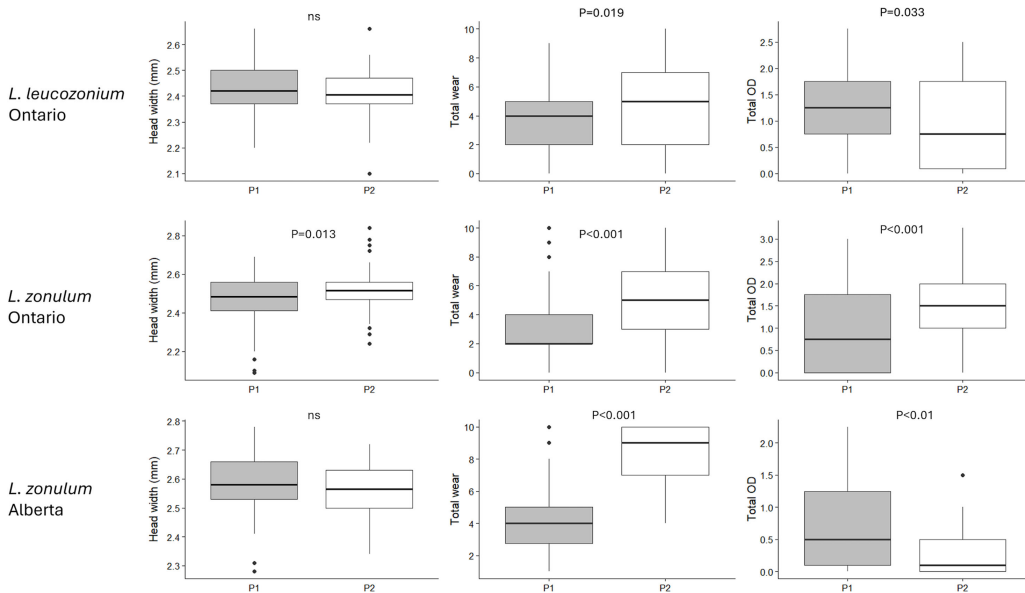 ns
P=0.019
P=0.033
L. leucozonium
Ontario
Head width (mm)
2.6
2.5
2.4
2.3
2.2
2.1
P1
P2
Total wear
10
8
6
4
2
0
P1
P2
Total OD
2.5
2.0
1.5
1.0
0.5
0.0
P1
P2
P=0.013
P<0.001
P<0.001
L. zonulum
Ontario
Head width (mm)
2.8
2.6
2.4
2.2
P1
P2
Total wear
10
8
6
4
2
0
P1
P2
Total OD
3.0
2.5
2.0
1.5
1.0
0.5
0.0
P1
P2
ns
P<0.001
P<0.01
L. zonulum
Alberta
Head width (mm)
2.8
2.7
2.6
2.5
2.4
2.3
P1
P2
Total wear
10
8
6
4
2
P1
P2
Total OD
2.0
1.5
1.0
0.5
0.0
P1
P2